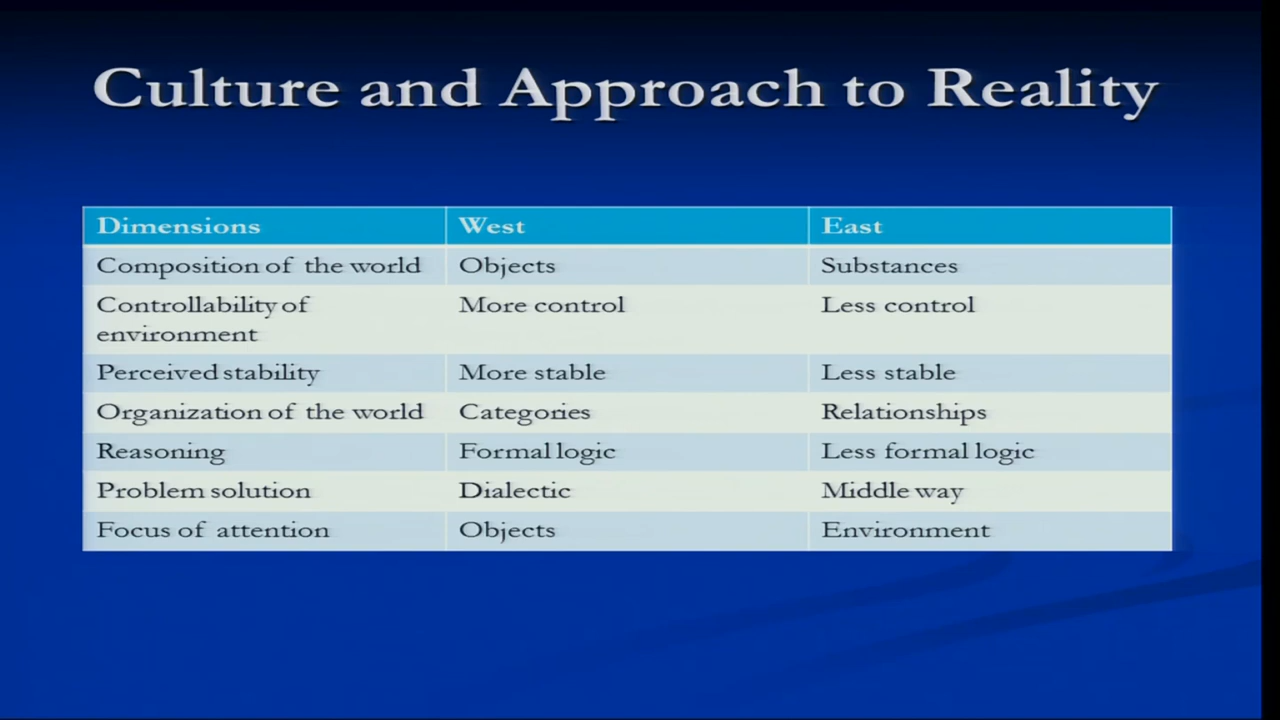 Culture and Approach to Reality
Dimensions West East
Composition of the world Objects Substances
Controllability of environment More control Less control
Perceived stability More stable Less stable
Organization of the world Categories Relationships
Reasoning Formal logic Less formal logic
Problem solution Dialectic Middle way
Focus of attention Objects Environment